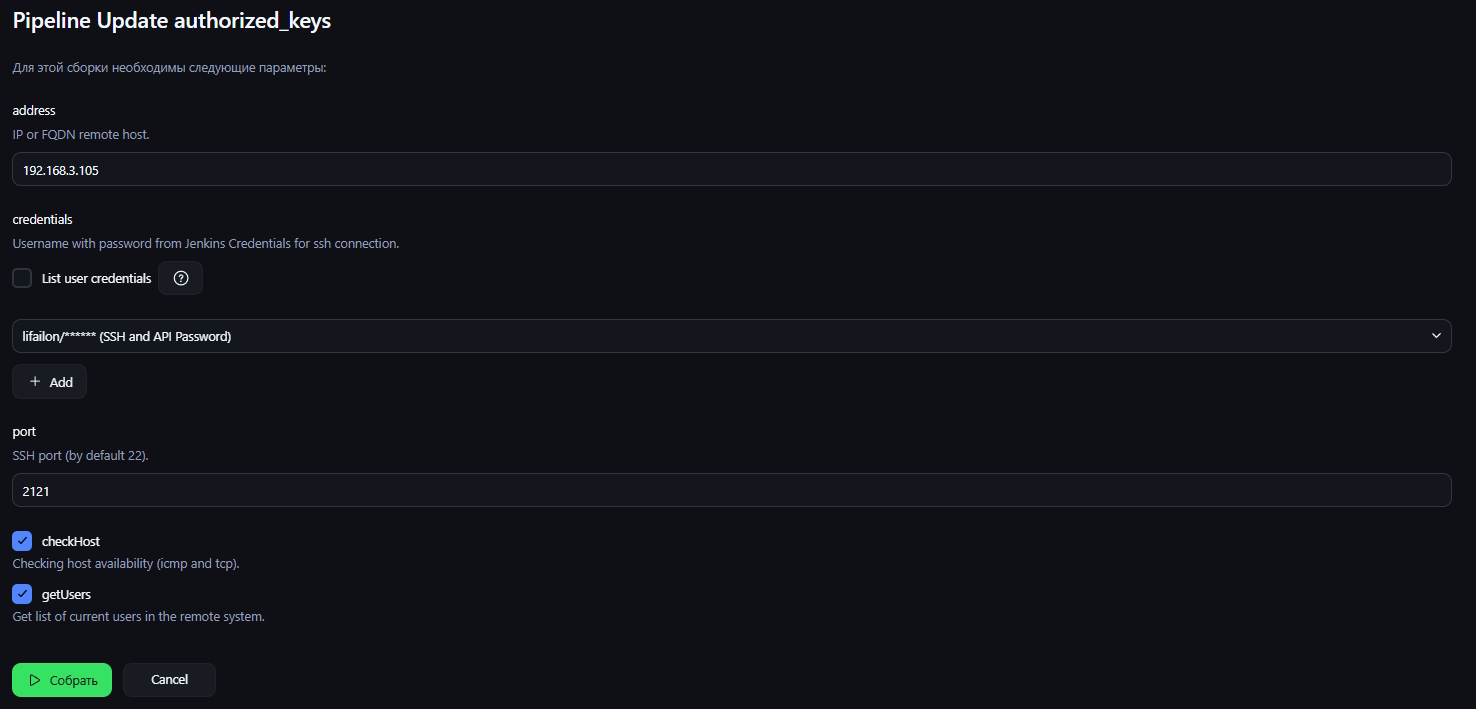 Pipeline Update authorized_keys
Для этой сборки необходимы следующие параметры:
address
IP or FQDN remote host.
192.168.3.105
credentials
Username with password from Jenkins Credentials for ssh connection.
List user credentials
lifailon/****** (SSH and API Password)
+ Add
port
SSH port (by default 22).
2121
checkHost
Checking host availability (icmp and tcp).
getUsers
Get list of current users in the remote system.
Собрать Cancel